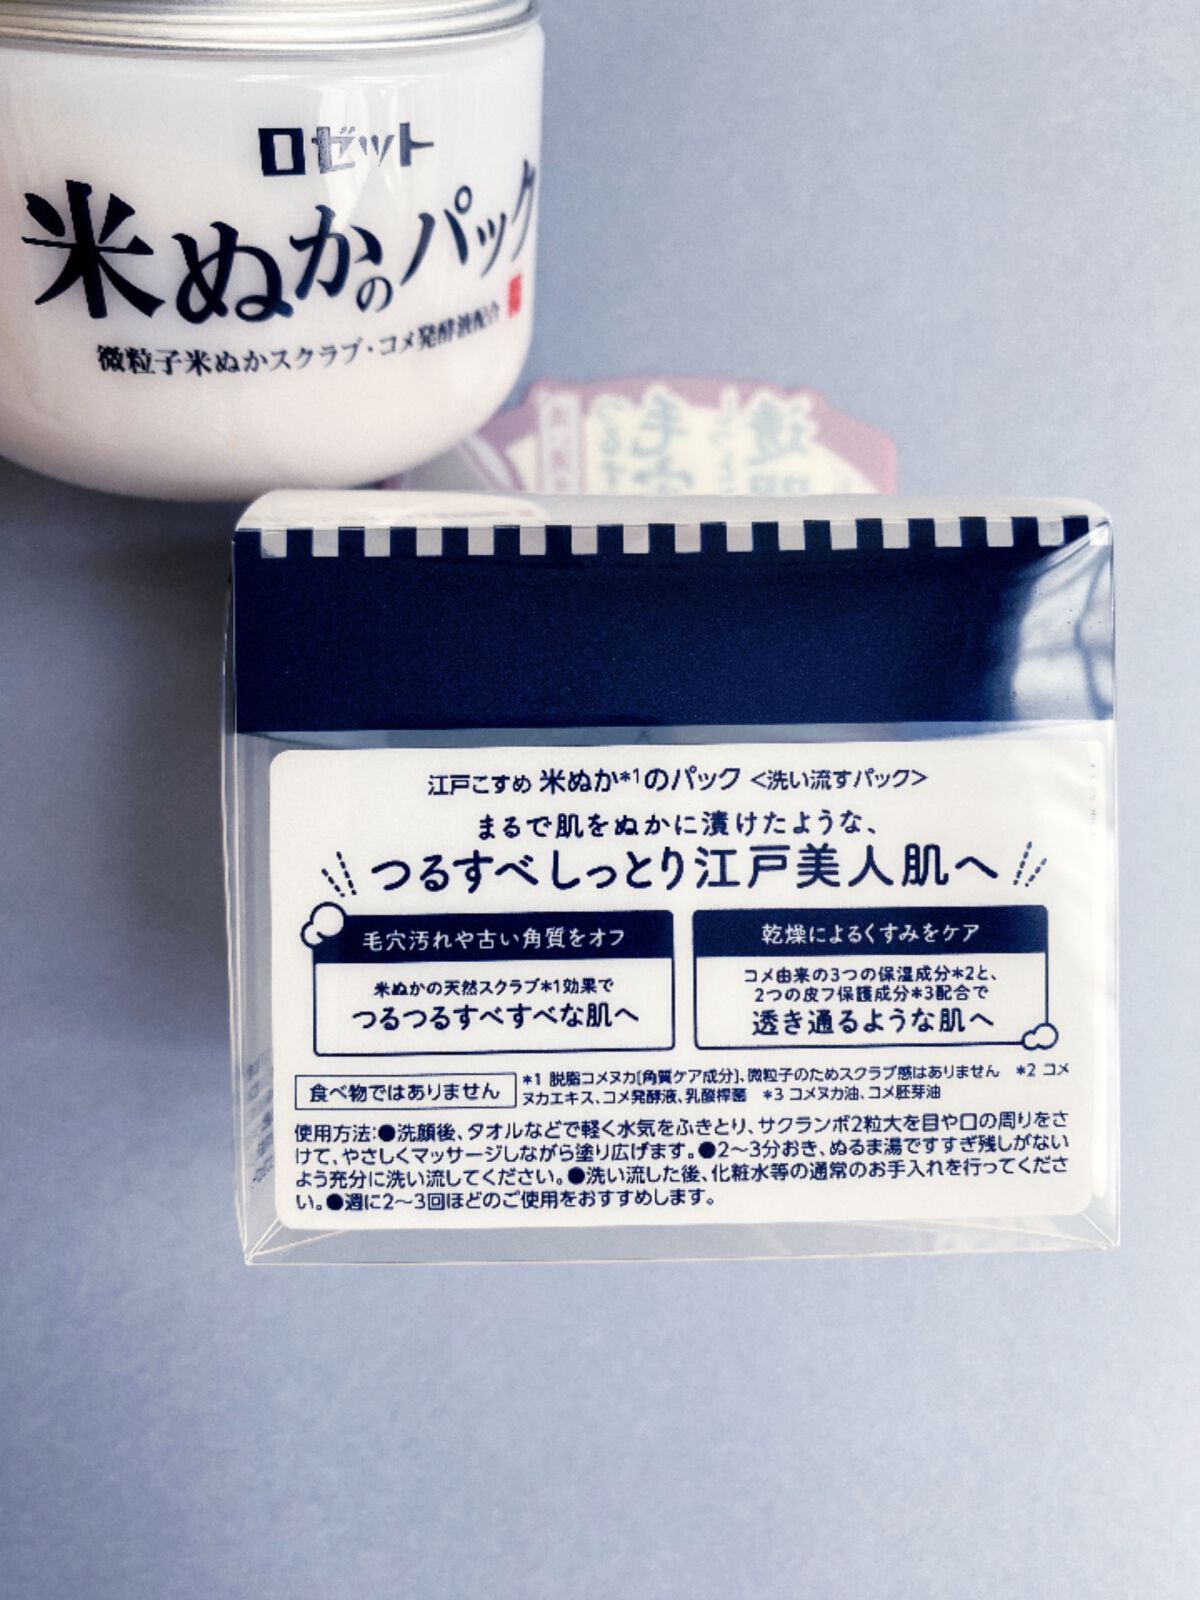 ロゼット
米ぬかのパック
微粒子米ぬかスクラブ・コメ発酵液配合
江戸こすめ 米ぬか*1のパック <洗い流すパック>
まるで肌をぬかに漬けたような、
つるすべしっとり江戸美人肌へ
毛穴汚れや古い角質をオフ
米ぬかの天然スクラブ*1効果で
つるつるすべすべな肌へ
乾燥によるくすみをケア
コメ由来の3つの保湿成分*2と、
2つの皮フ保護成分*3配合で
透き通るような肌へ
食べ物ではありません
*1 脱脂コメヌカ[角質ケア成分]、微粒子のためスクラブ感はありません *2 コメ
ヌカエキス、コメ発酵液、乳酸桿菌 *3 コメヌカ油、コメ胚芽油
使用方法:●洗顔後、タオルなどで軽く水気をふきとり、サクランボ2粒大を目や口の周りをさ
けて、やさしくマッサージしながら塗り広げます。●2〜3分おき、ぬるま湯ですすぎ残しがない
よう充分に洗い流してください。●洗い流した後、化粧水等の通常のお手入れを行ってくださ
い。●週に2〜3回ほどのご使用をおすすめします。